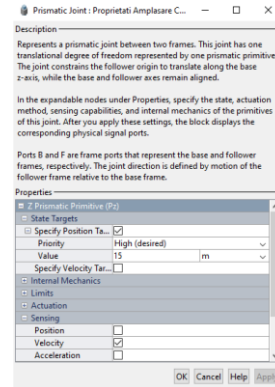 Prismatic Joint : Proprietati Amplasare C...
Description
Represents a prismatic joint between two frames. This joint has one
translational degree of freedom represented by one prismatic primitive.
The joint constrains the follower origin to translate along the base
z-axis, while the base and follower axes remain aligned.
In the expandable nodes under Properties, specify the state, actuation
method, sensing capabilities, and internal mechanics of the primitives
of this joint. After you apply these settings, the block displays the
corresponding physical signal ports.
Ports B and F are frame ports that represent the base and follower
frames, respectively. The joint direction is defined by motion of the
follower frame relative to the base frame.
Properties
Z Prismatic Primitive (Pz)
State Targets
Specify Position Ta...
Priority High (desired)
Value 15 m
Specify Velocity Tar...
Internal Mechanics
Limits
Actuation
Sensing
Position
Velocity
Acceleration
OK Cancel Help Apply